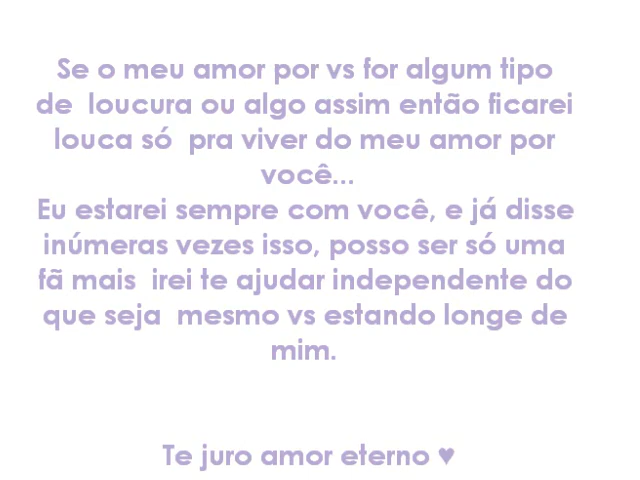 Se o meu amor por vs for algum tipo
de loucura ou algo assim então ficarei
louca só pra viver do meu amor por
você...
Eu estarei sempre com você, e já disse
inúmeras vezes isso, posso ser só uma
fã mais irei te ajudar independente do
que seja mesmo vs estando longe de
mim.
Te juro amor eterno ♥